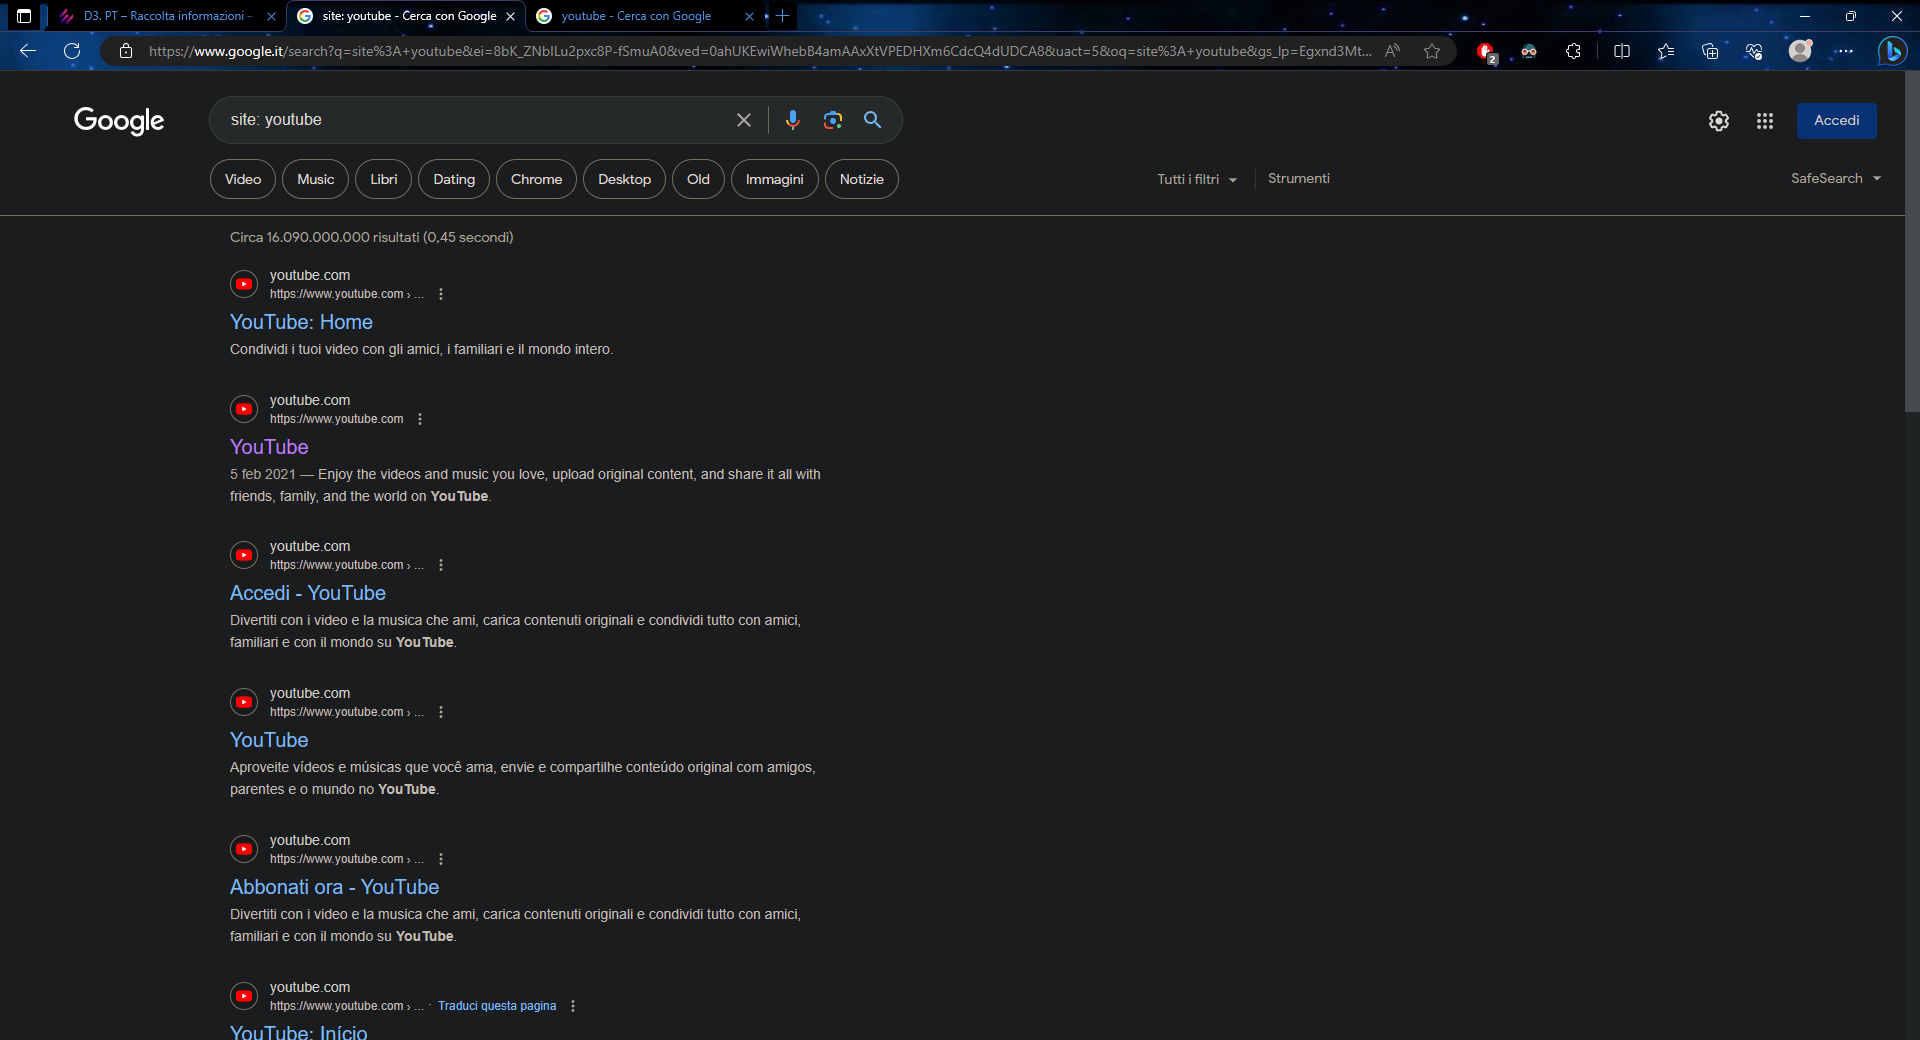 D3. PT – Raccolta informazioni –
site: youtube - Cerca con Google
youtube - Cerca con Google
https://www.google.it/search?q=site%3A+youtube&ei=8bK_ZNbILu2pxc8P-fSmuA0&ved=0ahUKEwiWhebB4amAAxXtVPEDHXm6CdcQ4dUDCA8&uact=5&oq=site%3A+youtube&gs_lp=Egxnd3Mt...
2
Google
site: youtube
Accedi
Video
Music
Libri
Dating
Chrome
Desktop
Old
Immagini
Notizie
Tutti i filtri
Strumenti
SafeSearch
Circa 16.090.000.000 risultati (0,45 secondi)
youtube.com
https://www.youtube.com › ...
YouTube: Home
Condividi i tuoi video con gli amici, i familiari e il mondo intero.
youtube.com
https://www.youtube.com
YouTube
5 feb 2021 — Enjoy the videos and music you love, upload original content, and share it all with
friends, family, and the world on YouTube.
youtube.com
https://www.youtube.com › ...
Accedi - YouTube
Divertiti con i video e la musica che ami, carica contenuti originali e condividi tutto con amici,
familiari e con il mondo su YouTube.
youtube.com
https://www.youtube.com › ...
YouTube
Aproveite vídeos e músicas que você ama, envie e compartilhe conteúdo original com amigos,
parentes e o mundo no YouTube.
youtube.com
https://www.youtube.com › ...
Abbonati ora - YouTube
Divertiti con i video e la musica che ami, carica contenuti originali e condividi tutto con amici,
familiari e con il mondo su YouTube.
youtube.com
https://www.youtube.com › ... · Traduci questa pagina
YouTube: Início